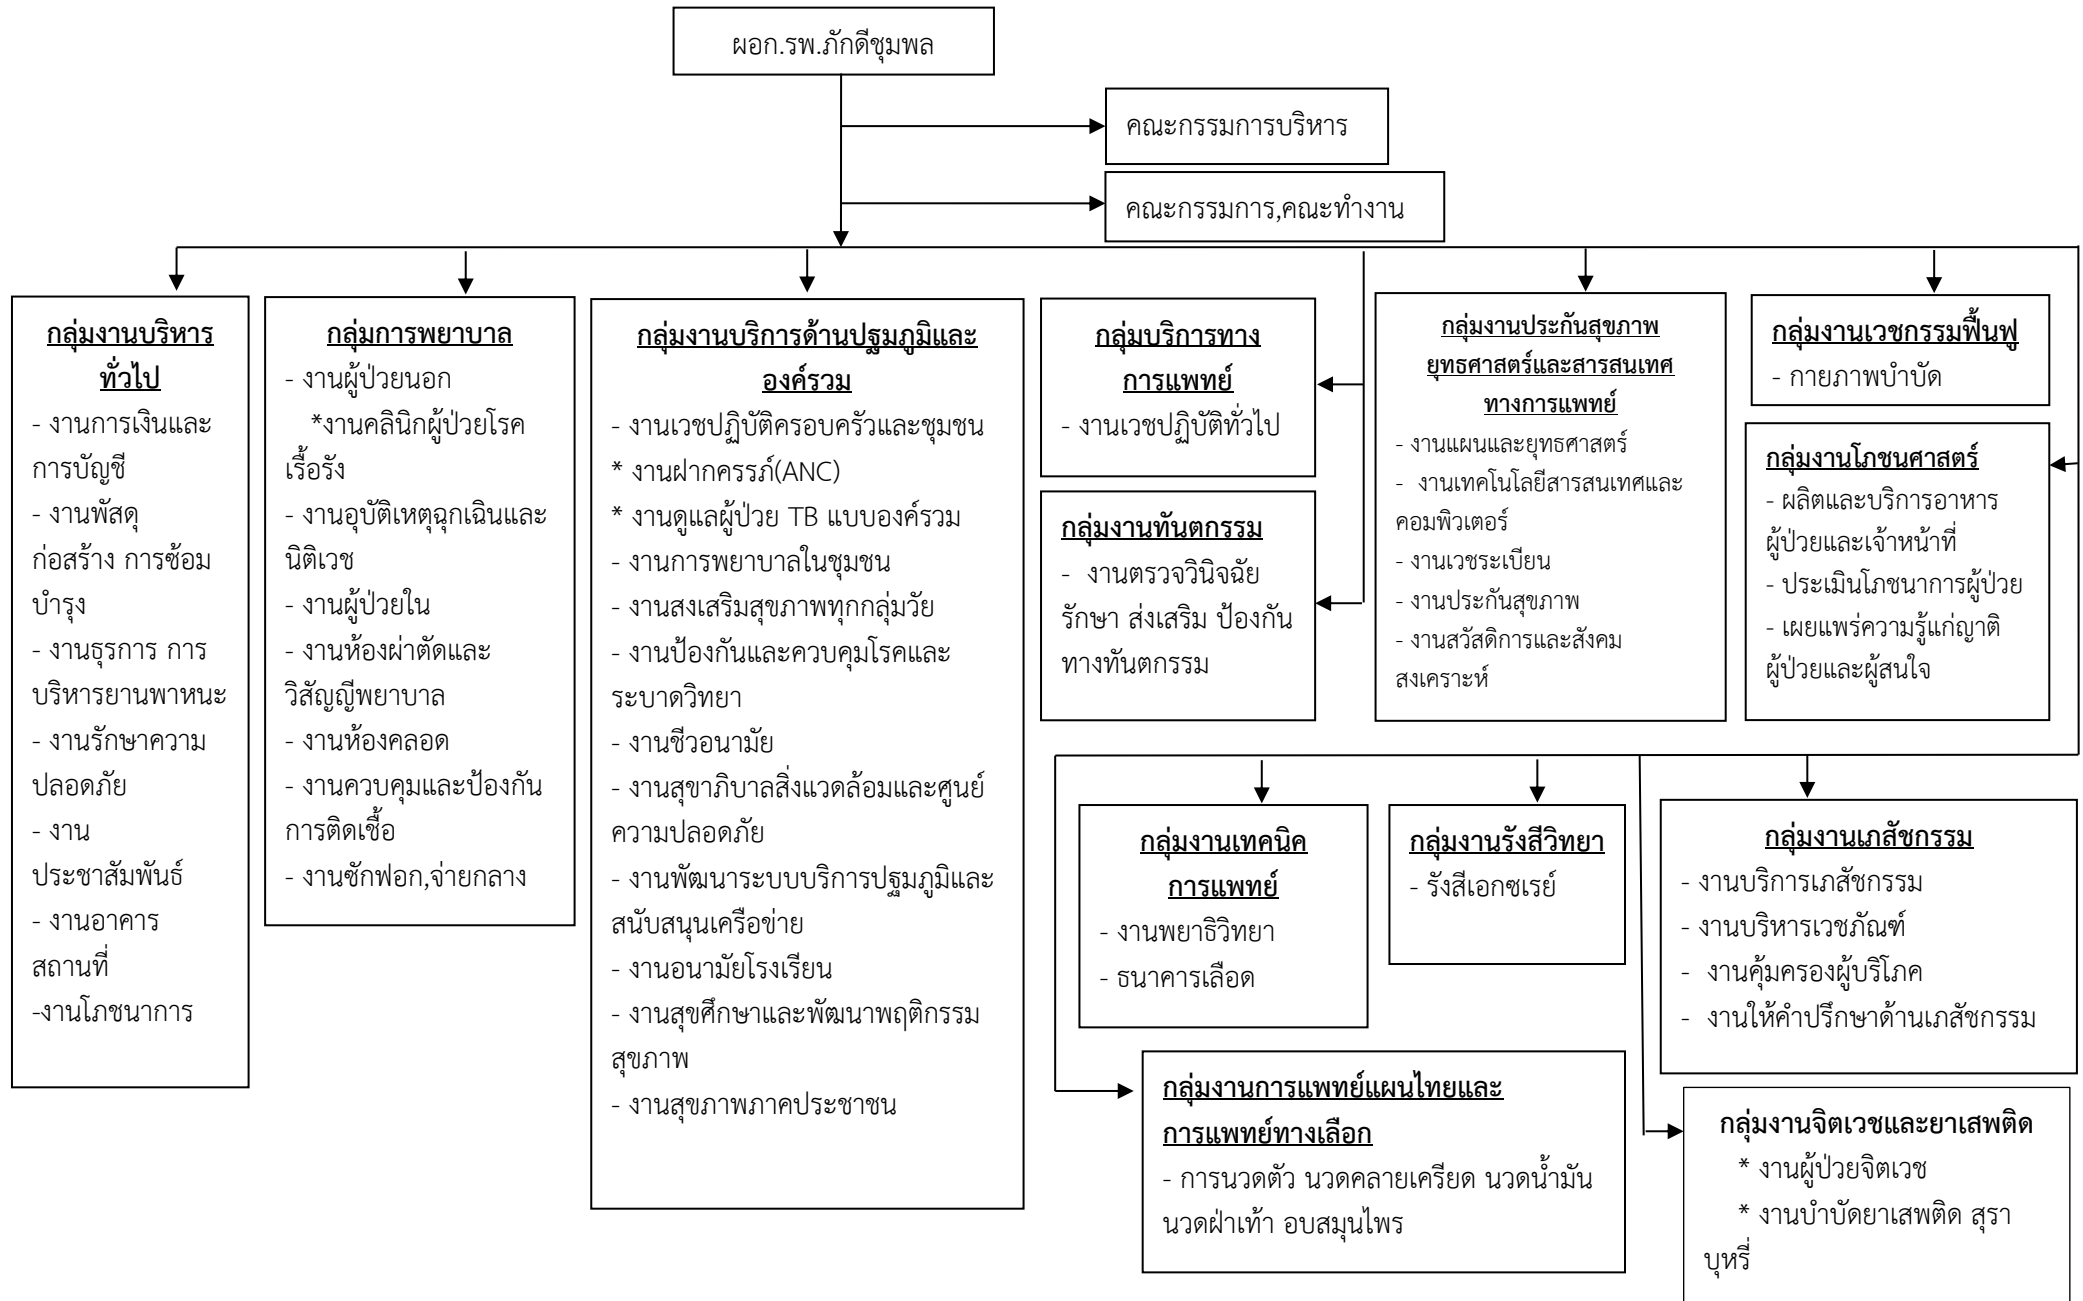 ผอก.รพ.ภักดีชุมพล
คณะกรรมการบริหาร
คณะกรรมการ,คณะทำงาน
กลุ่มงานบริหาร
ทั่วไป
- งานการเงินและ
การบัญชี
- งานพัสดุ
ก่อสร้าง การซ้อม
บำรุง
- งานธุรการ การ
บริหารยานพาหนะ
- งานรักษาความ
ปลอดภัย
- งาน
ประชาสัมพันธ์
- งานอาคาร
สถานที่
-งานโภชนาการ
กลุ่มการพยาบาล
- งานผู้ป่วยนอก
*งานคลินิกผู้ป่วยโรค
เรื้อรัง
- งานอุบัติเหตุฉุกเฉินและ
นิติเวช
- งานผู้ป่วยใน
- งานห้องผ่าตัดและ
วิสัญญีพยาบาล
- งานห้องคลอด
- งานควบคุมและป้องกัน
การติดเชื้อ
- งานซักฟอก,จ่ายกลาง
กลุ่มงานบริการด้านปฐมภูมิและ
องค์รวม
- งานเวชปฏิบัติครอบครัวและชุมชน
* งานฝากครรภ์(ANC)
* งานดูแลผู้ป่วย TB แบบองค์รวม
- งานการพยาบาลในชุมชน
- งานสงเสริมสุขภาพทุกกลุ่มวัย
- งานป้องกันและควบคุมโรคและ
ระบาดวิทยา
- งานชีวอนามัย
- งานสุขาภิบาลสิ่งแวดล้อมและศูนย์
ความปลอดภัย
- งานพัฒนาระบบบริการปฐมภูมิและ
สนับสนุนเครือข่าย
- งานอนามัยโรงเรียน
- งานสุขศึกษาและพัฒนาพฤติกรรม
สุขภาพ
- งานสุขภาพภาคประชาชน
กลุ่มบริการทาง
การแพทย์
- งานเวชปฏิบัติทั่วไป
กลุ่มงานทันตกรรม
- งานตรวจวินิจฉัย
รักษา ส่งเสริม ป้องกัน
ทางทันตกรรม
กลุ่มงานประกันสุขภาพ
ยุทธศาสตร์และสารสนเทศ
ทางการแพทย์
- งานแผนและยุทธศาสตร์
- งานเทคโนโลยีสารสนเทศและ
คอมพิวเตอร์
- งานเวชระเบียน
- งานประกันสุขภาพ
- งานสวัสดิการและสังคม
สงเคราะห์
กลุ่มงานเวชกรรมฟื้นฟู
- กายภาพบำบัด
กลุ่มงานโภชนศาสตร์
- ผลิตและบริการอาหาร
ผู้ป่วยและเจ้าหน้าที่
- ประเมินโภชนาการผู้ป่วย
- เผยแพร่ความรู้แก่ญาติ
ผู้ป่วยและผู้สนใจ
กลุ่มงานเทคนิค
การแพทย์
- งานพยาธิวิทยา
- ธนาคารเลือด
กลุ่มงานรังสีวิทยา
- รังสีเอกซเรย์
กลุ่มงานเภสัชกรรม
- งานบริการเภสัชกรรม
- งานบริหารเวชภัณฑ์
- งานคุ้มครองผู้บริโภค
- งานให้คำปรึกษาด้านเภสัชกรรม
กลุ่มงานการแพทย์แผนไทยและ
การแพทย์ทางเลือก
- การนวดตัว นวดคลายเครียด นวดน้ำมัน
นวดฝ่าเท้า อบสมุนไพร
กลุ่มงานจิตเวชและยาเสพติด
* งานผู้ป่วยจิตเวช
* งานบำบัดยาเสพติด สุรา
บุหรี่